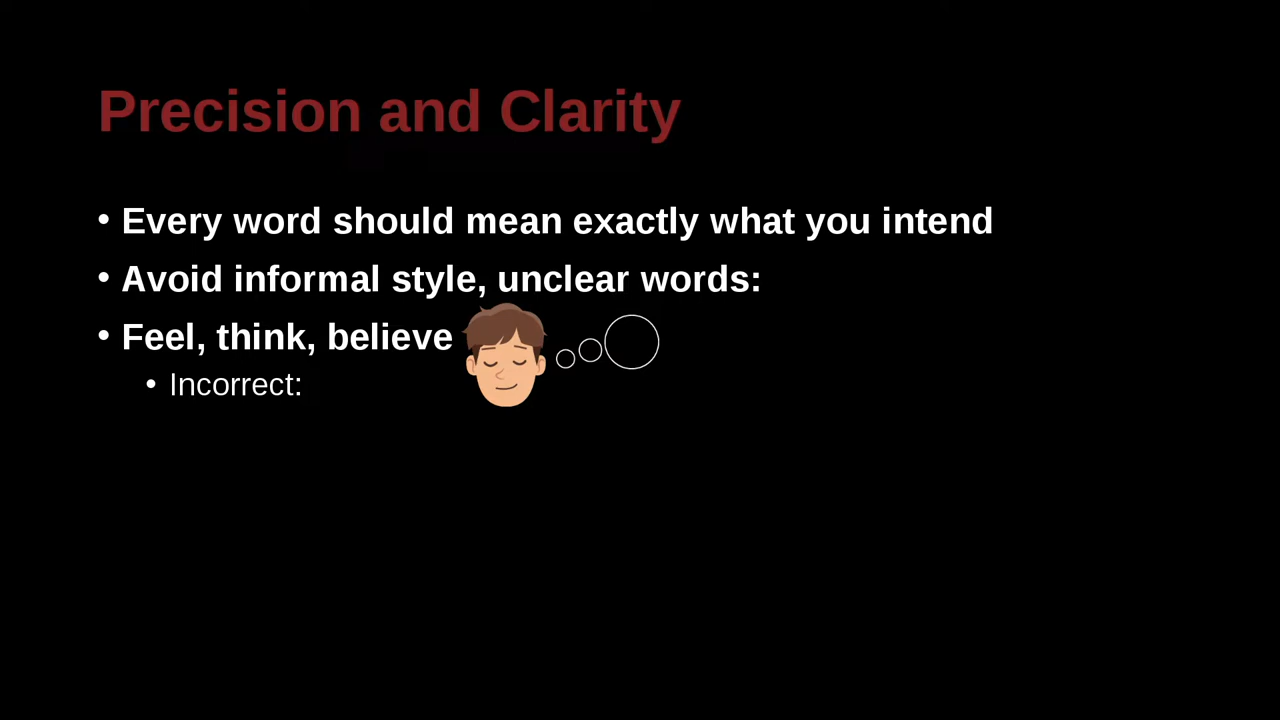 Precision and Clarity
• Every word should mean exactly what you intend
• Avoid informal style, unclear words:
• Feel, think, believe
• Incorrect: